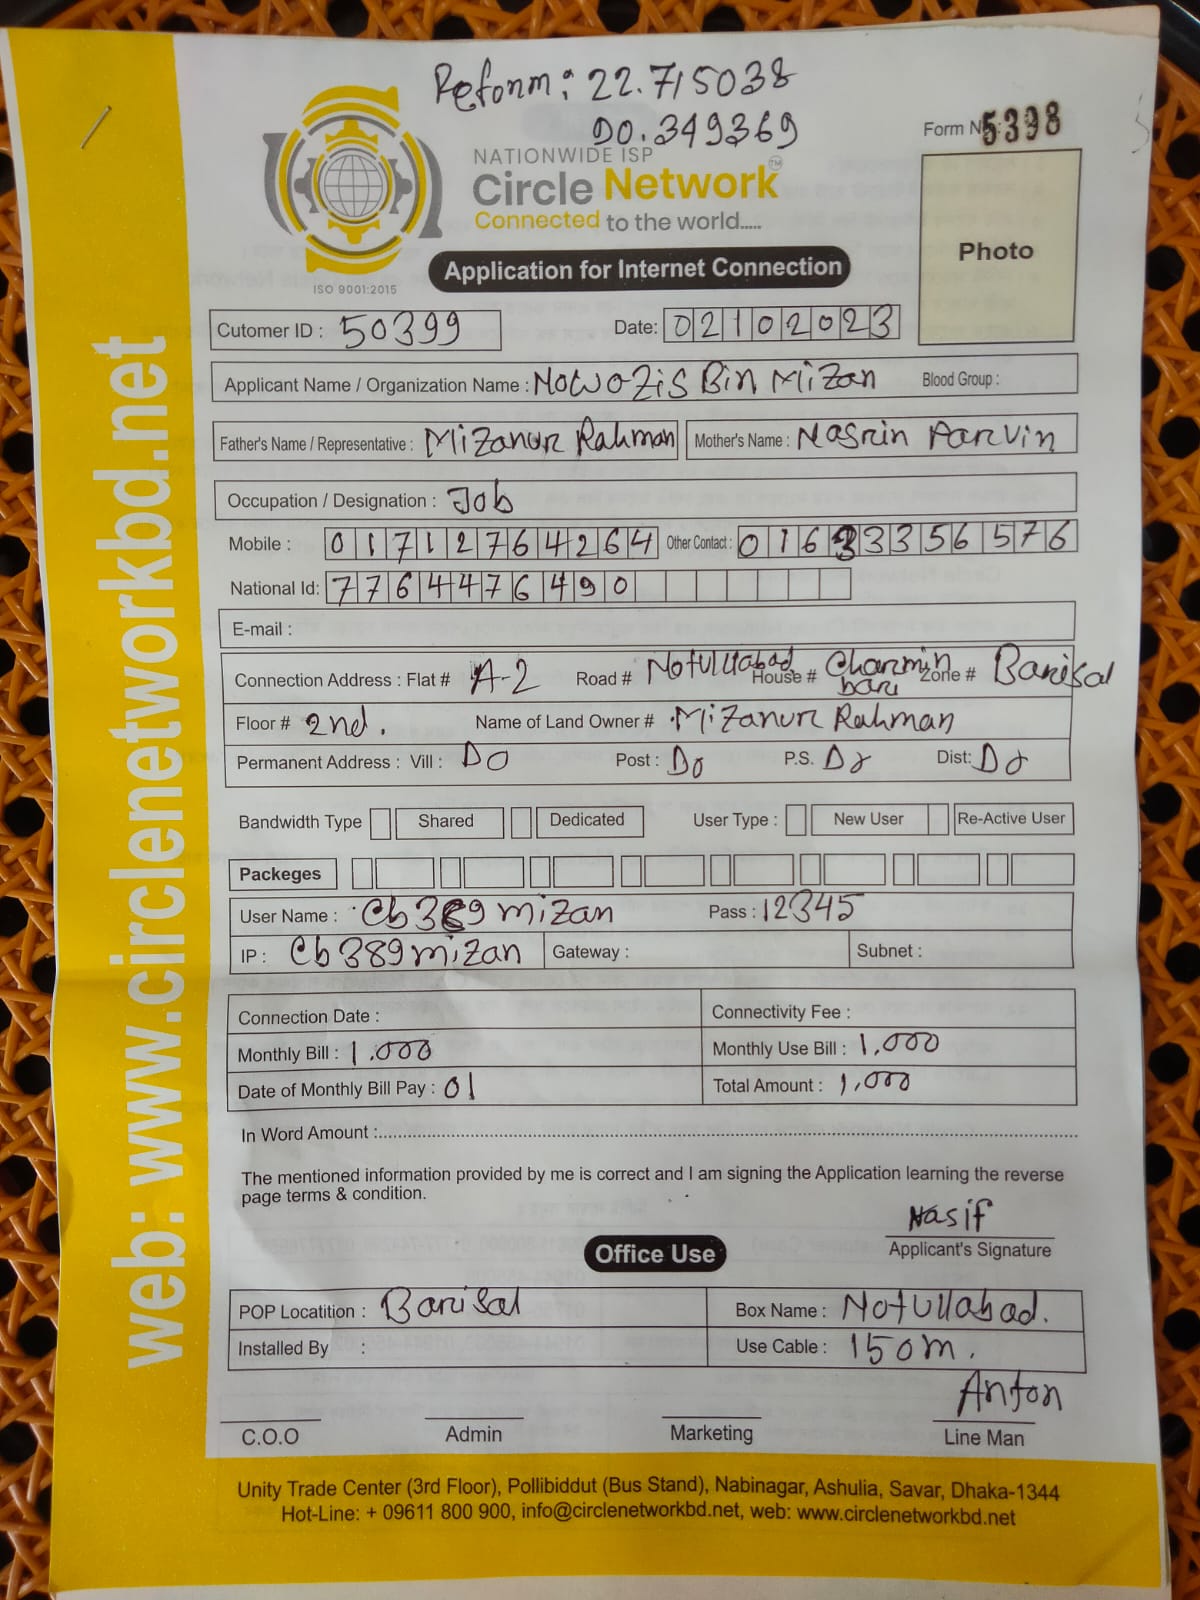 Reform: 22.715038
90.349369
Form No: 5398
NATIONWIDE ISP
Circle Network TM
Connected to the world.....
ISO 9001:2015
Application for Internet Connection
Photo
Cutomer ID : 50399 Date: 02102023
Applicant Name / Organization Name : Nowozis Bin Mizan Blood Group :
Father's Name / Representative : Mizanur Rahman Mother's Name : Nasrin Parvin
Occupation / Designation : Job
Mobile : 01712764264 Other Contact : 01633356576
National Id: 7764476490
E-mail :
Connection Address : Flat # A-2 Road # Notullabad House # Charmin bari Zone # Barisal
Floor # 2nd. Name of Land Owner # Mizanur Rahman
Permanent Address : Vill : Do Post : Do P.S. Do Dist: Do
Bandwidth Type Shared Dedicated User Type : New User Re-Active User
Packeges
User Name : Cb389mizan Pass : 12345
IP : Cb389mizan Gateway : Subnet :
Connection Date : Connectivity Fee :
Monthly Bill : 1.000 Monthly Use Bill : 1,000
Date of Monthly Bill Pay : 01 Total Amount : 1,000
In Word Amount :
The mentioned information provided by me is correct and I am signing the Application learning the reverse
page terms & condition.
Nasif
Applicant's Signature
Office Use
POP Locatition : Barisal Box Name : Notullabad.
Installed By : Use Cable : 150m.
Anton
C.O.O Admin Marketing Line Man
Unity Trade Center (3rd Floor), Pollibiddut (Bus Stand), Nabinagar, Ashulia, Savar, Dhaka-1344
Hot-Line: + 09611 800 900, info@circlenetworkbd.net, web: www.circlenetworkbd.net
web: www.circlenetworkbd.net